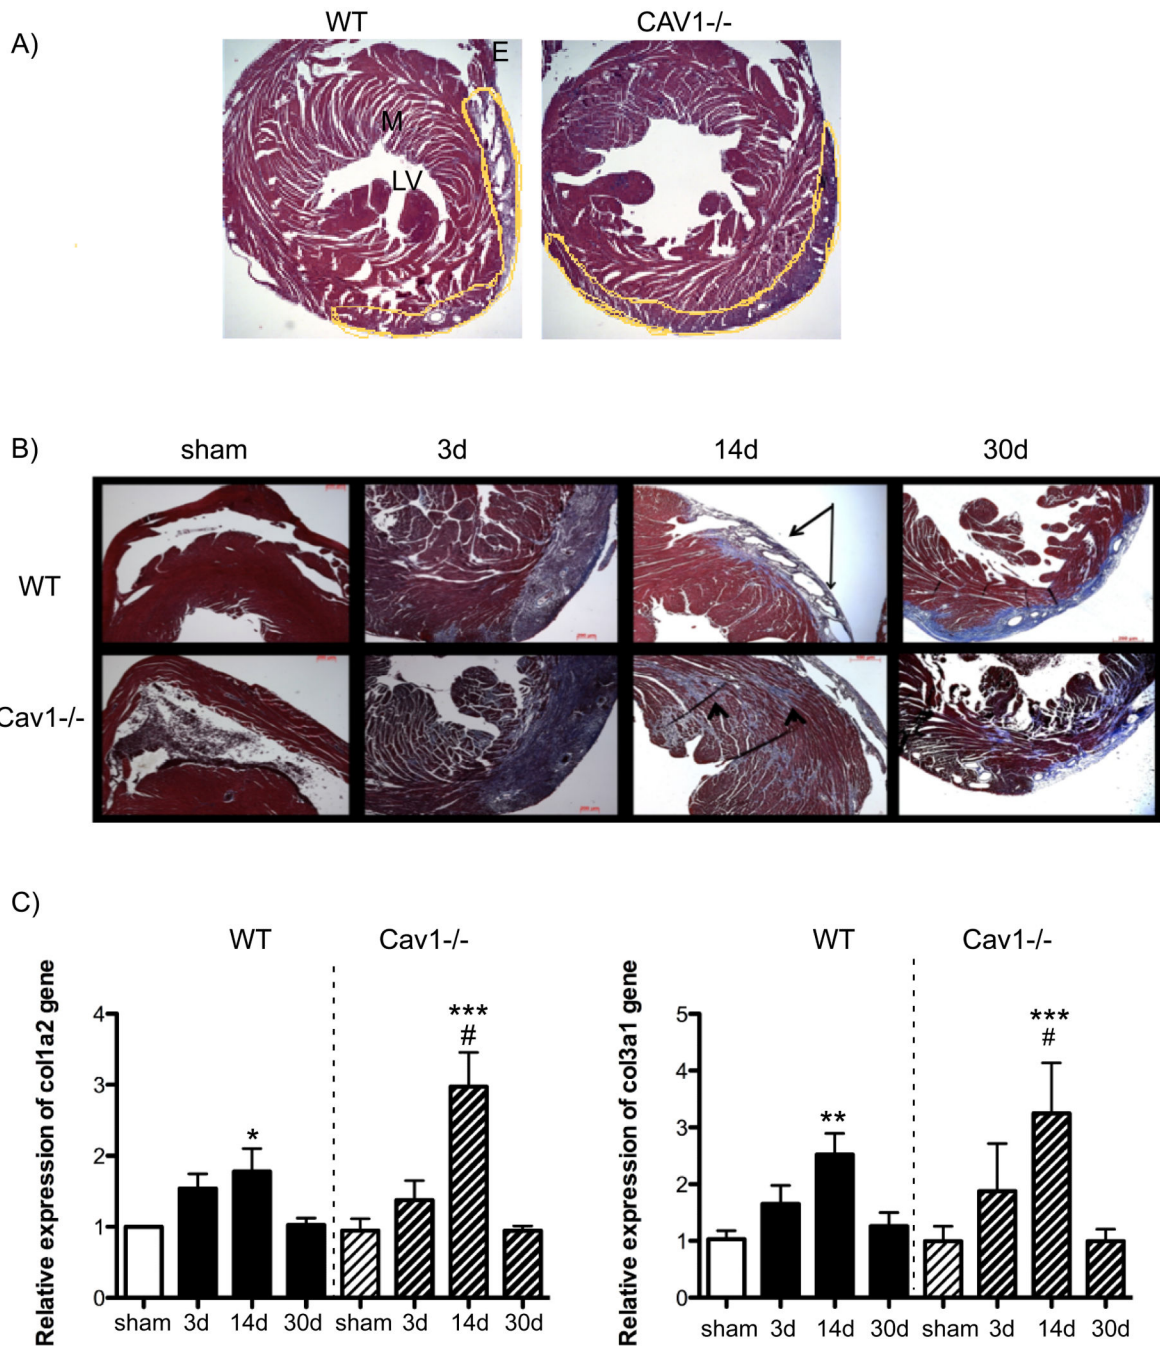 A)
WT
CAV1-/-
E
M
LV
B)
sham
3d
14d
30d
WT
Cav1-/-
C)
WT
Cav1-/-
Relative expression of col1a2 gene
4
3
2
1
0
*
***
#
sham
3d
14d
30d
sham
3d
14d
30d
WT
Cav1-/-
Relative expression of col3a1 gene
5
4
3
2
1
0
**
***
#
sham
3d
14d
30d
sham
3d
14d
30d